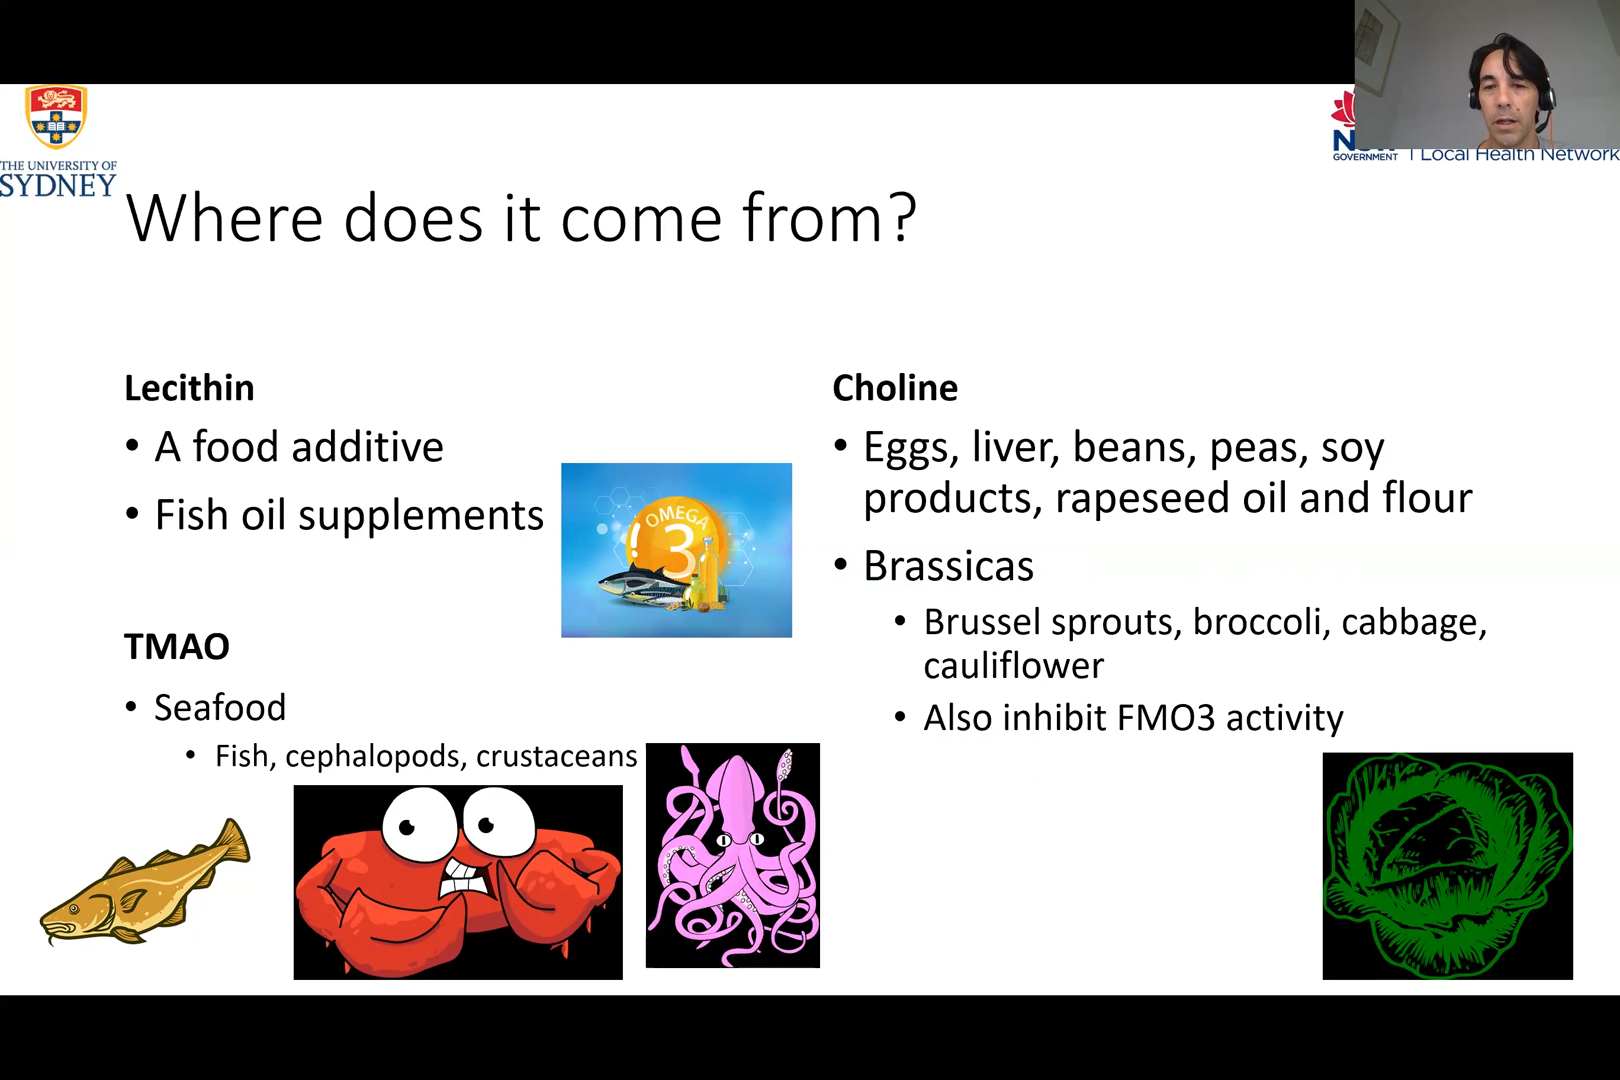 THE UNIVERSITY OF
SYDNEY
GOVERNMENT
Local Health Network
Where does it come from?
Lecithin
• A food additive
• Fish oil supplements
OMEGA
3
TMAO
• Seafood
• Fish, cephalopods, crustaceans
Choline
• Eggs, liver, beans, peas, soy
products, rapeseed oil and flour
• Brassicas
• Brussel sprouts, broccoli, cabbage,
cauliflower
• Also inhibit FMO3 activity